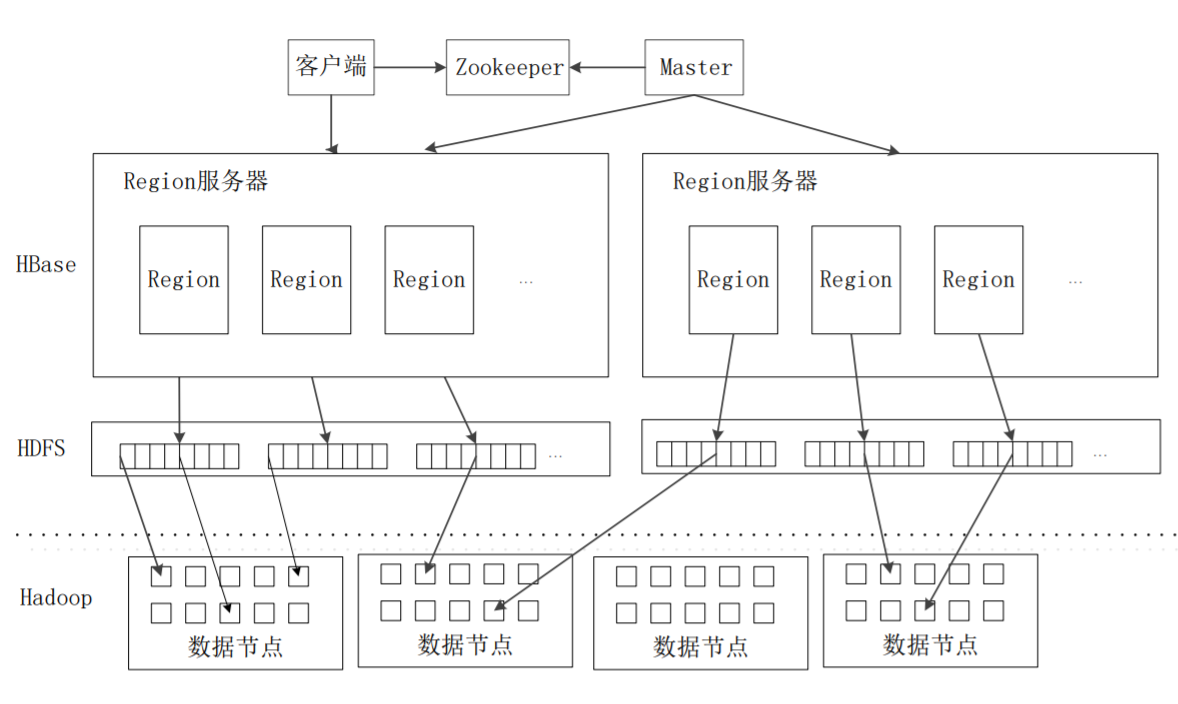 客户端
Zookeeper
Master
Region服务器
Region服务器
HBase
Region
Region
Region
...
Region
Region
Region
...
HDFS
...
...
Hadoop
数据节点
数据节点
数据节点
数据节点